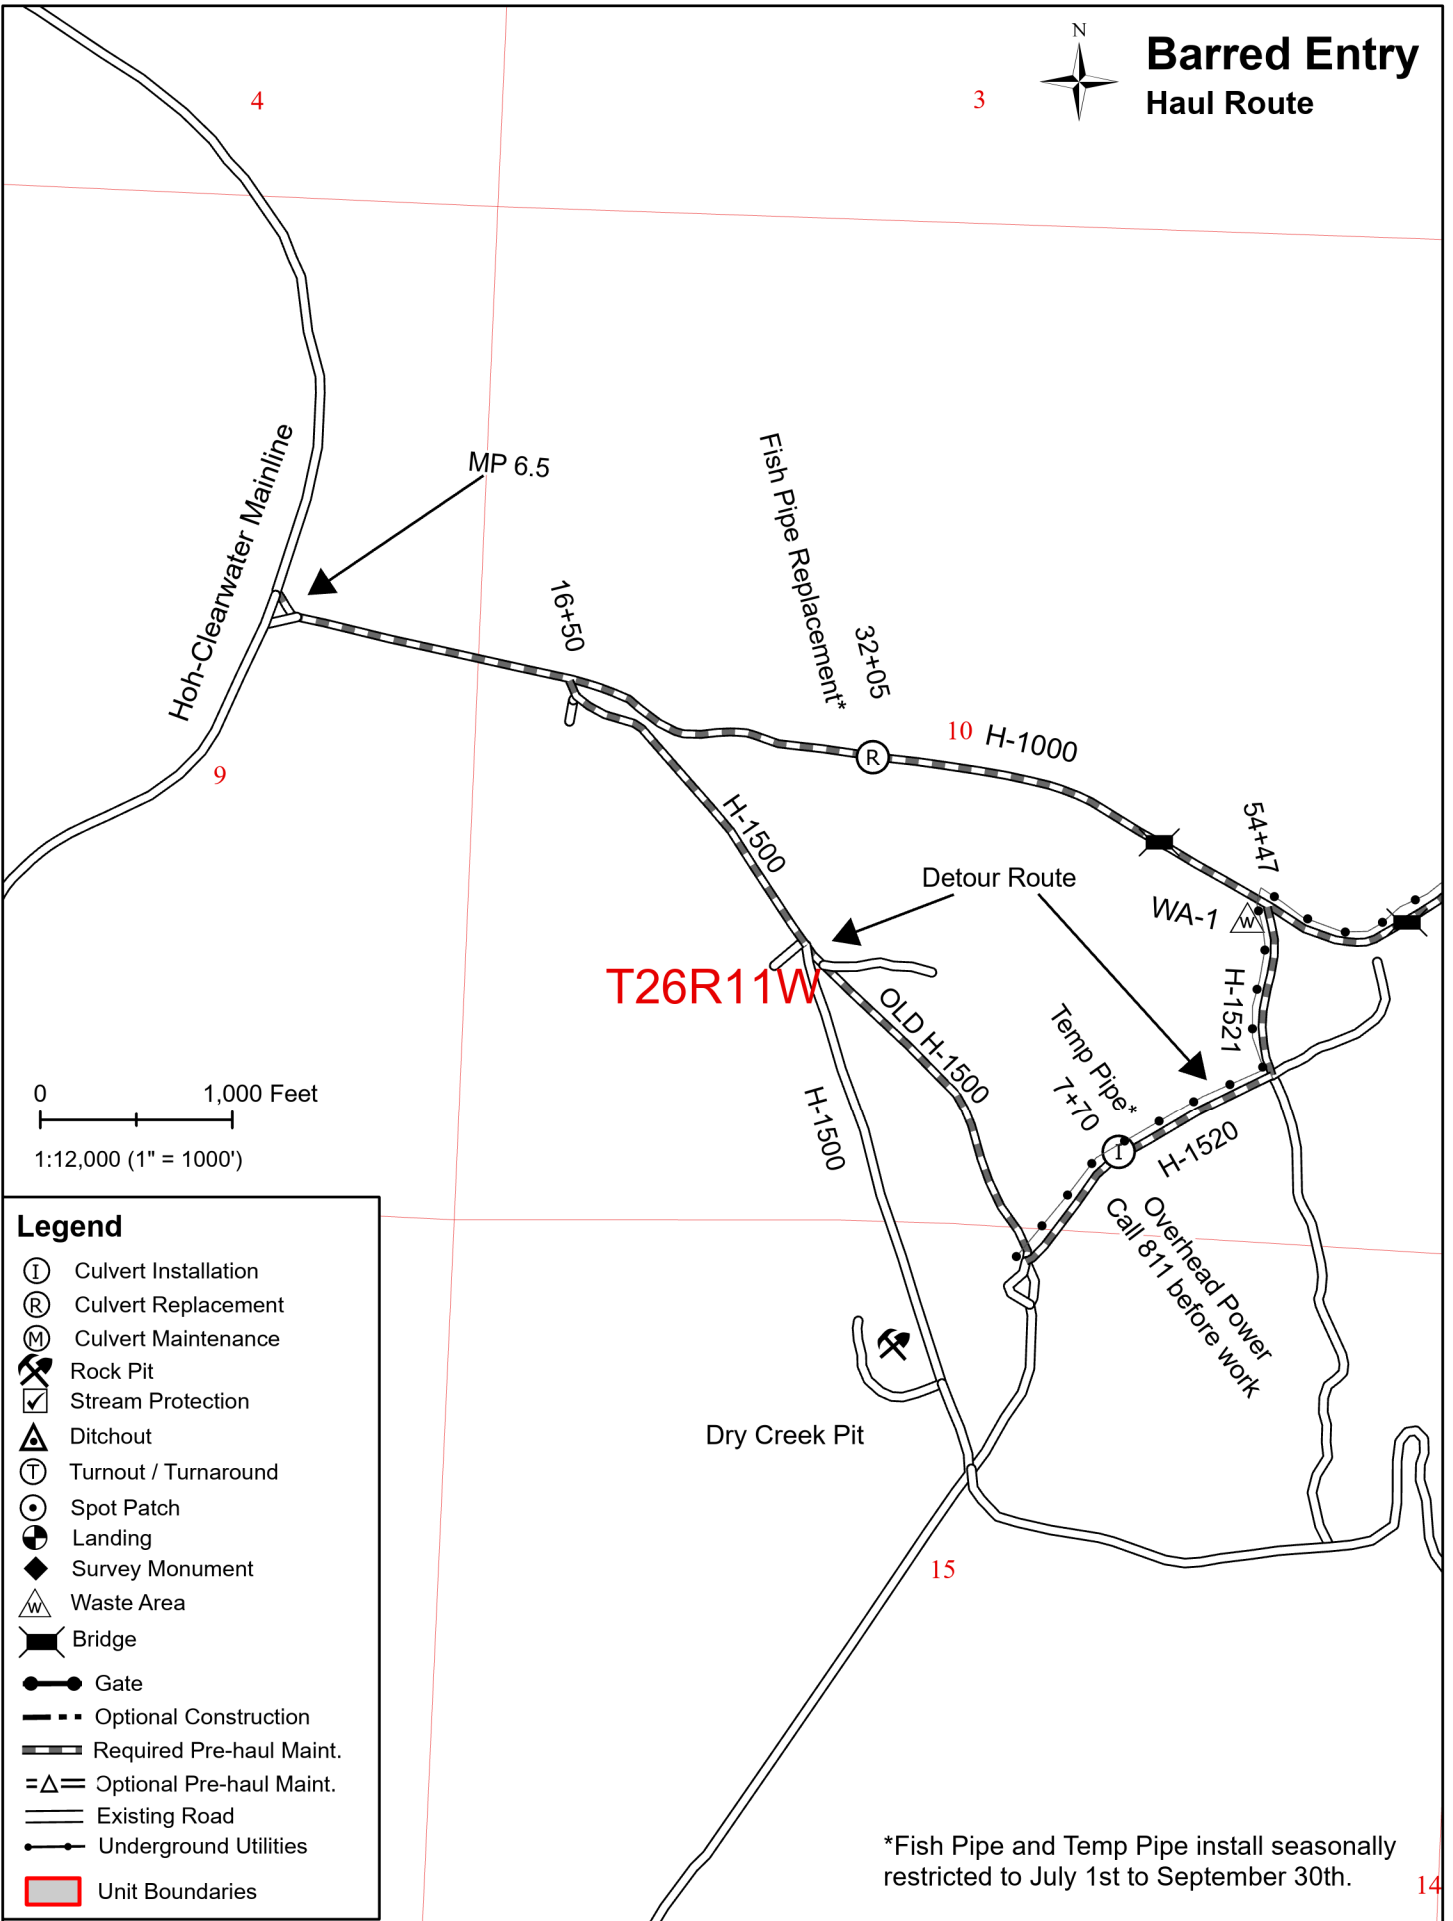 N
Barred Entry
Haul Route
4
3
MP 6.5
Hoh-Clearwater Mainline
Fish Pipe Replacement*
32+05
16+50
10
H-1000
9
H-1500
54+47
Detour Route
WA-1
W
R
T26R11W
OLD H-1500
H-1521
Temp Pipe*
7+70
I
H-1520
H-1500
0 1,000 Feet
1:12,000 (1" = 1000')
Overhead Power
Call 811 before work
Dry Creek Pit
15
Legend
I Culvert Installation
R Culvert Replacement
M Culvert Maintenance
Rock Pit
Stream Protection
Ditchout
T Turnout / Turnaround
Spot Patch
Landing
Survey Monument
W Waste Area
Bridge
Gate
Optional Construction
Required Pre-haul Maint.
Optional Pre-haul Maint.
Existing Road
Underground Utilities
Unit Boundaries
*Fish Pipe and Temp Pipe install seasonally
restricted to July 1st to September 30th.
14